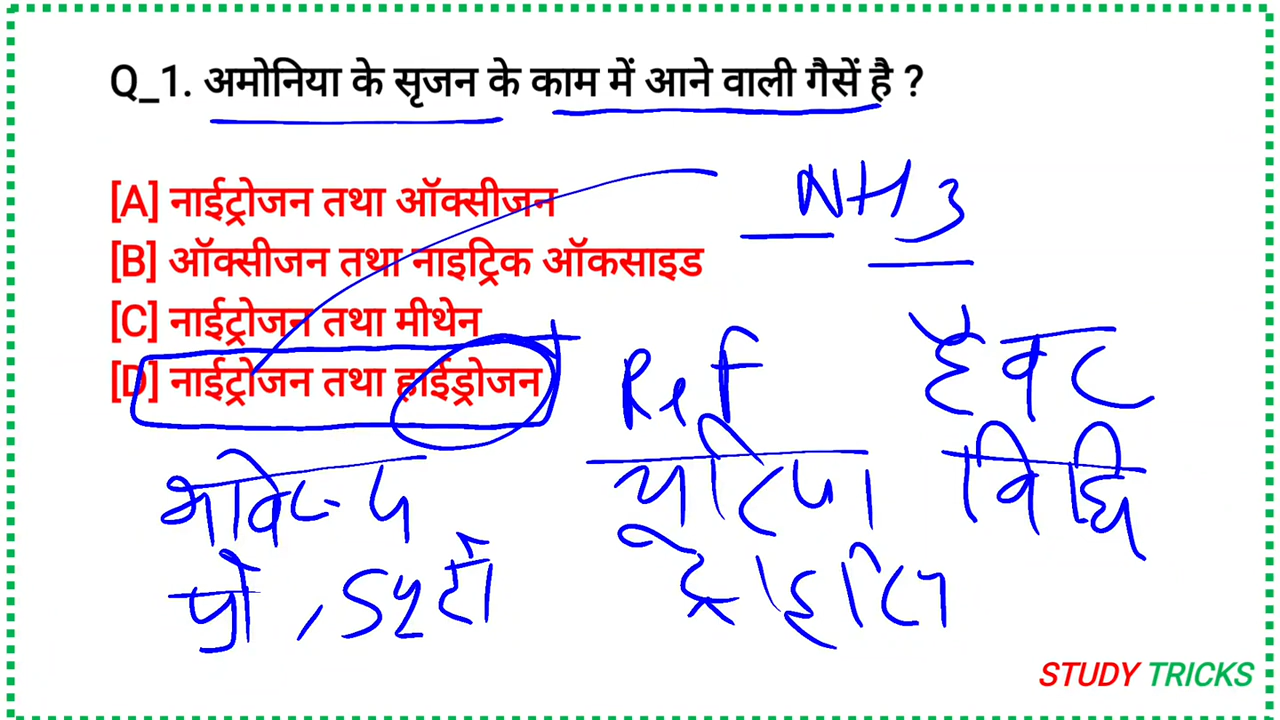 Q_1. अमोनिया के सृजन के काम में आने वाली गैसें है ?
[A] नाईट्रोजन तथा ऑक्सीजन
NH3
[B] ऑक्सीजन तथा नाइट्रिक ऑकसाइड
[C] नाईट्रोजन तथा मीथेन
[D] नाईट्रोजन तथा हाईड्रोजन
Ref
विधि
STUDY TRICKS